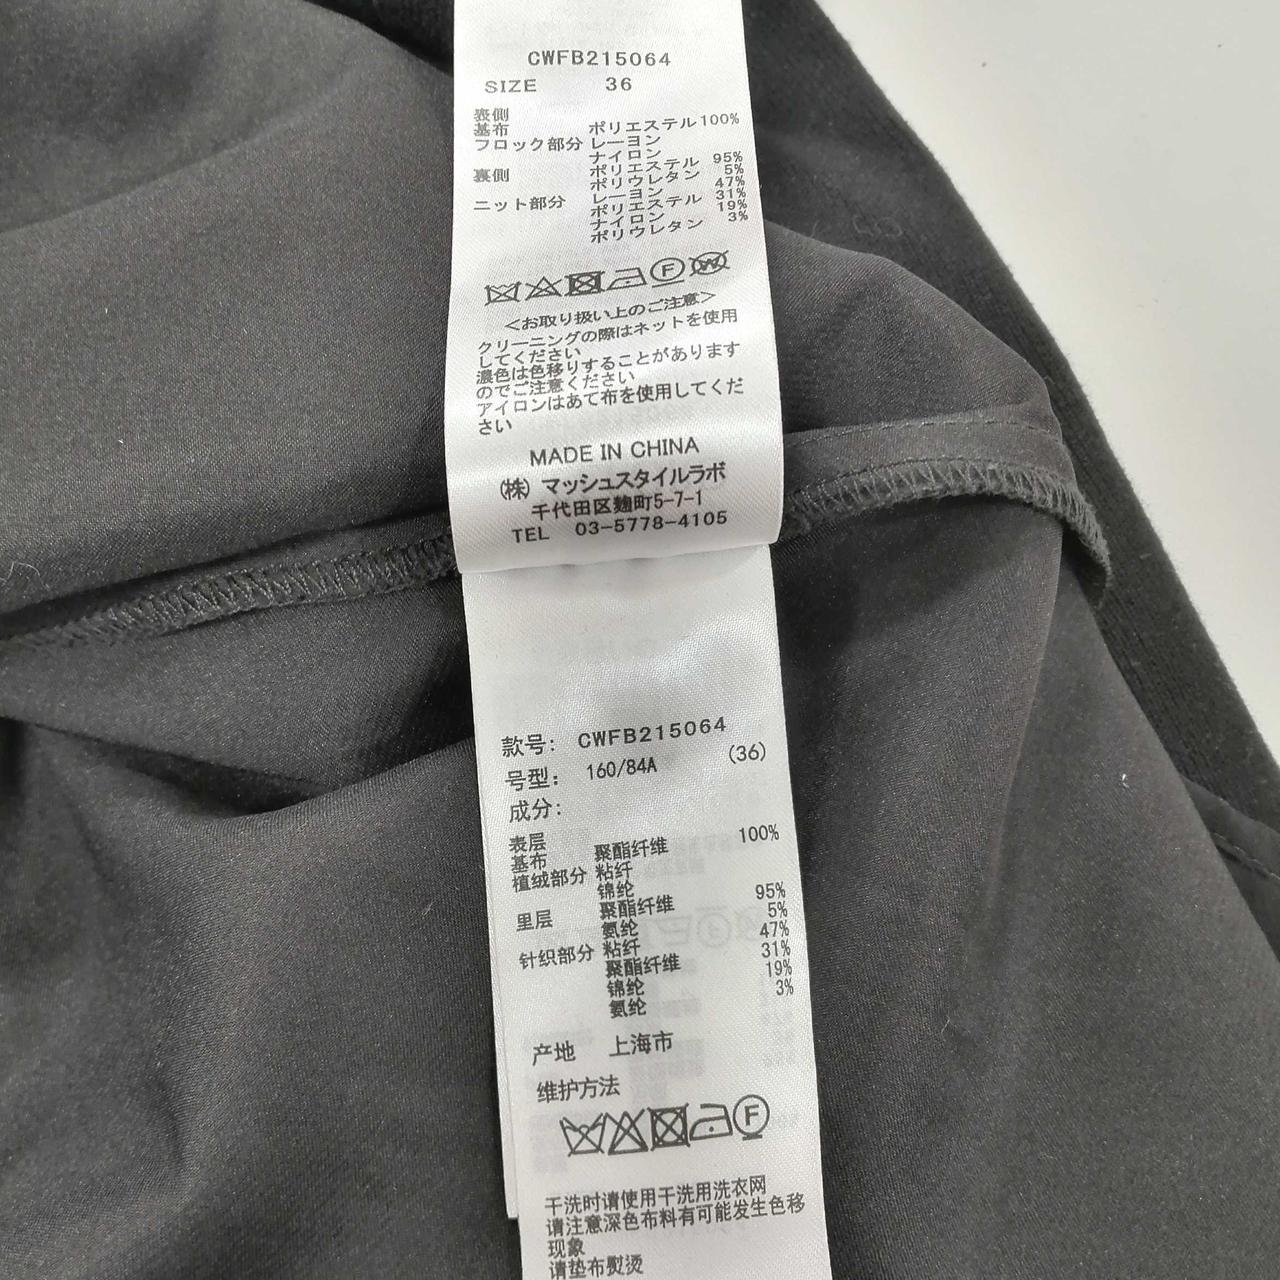 CWFB215064
SIZE 36
表側
基布 ポリエステル 100%
フロック部分 レーヨン
ナイロン
裏側 ポリエステル 95%
ポリウレタン 5%
ニット部分 レーヨン 47%
ポリエステル 31%
ナイロン 19%
ポリウレタン 3%
<お取り扱い上のご注意>
クリーニングの際はネットを使用
してください
濃色は色移りすることがあります
のでご注意ください
アイロンはあて布を使用してくだ
さい
MADE IN CHINA
㈱ マッシュスタイルラボ
千代田区麹町5-7-1
TEL 03-5778-4105
款号: CWFB215064
号型: 160/84A (36)
成分:
表层
基布 聚酯纤维 100%
植绒部分 粘纤
锦纶
里层 聚酯纤维 95%
氨纶 5%
针织部分 粘纤 47%
聚酯纤维 31%
锦纶 19%
氨纶 3%
产地 上海市
维护方法
干洗时请使用干洗用洗衣网
请注意深色布料有可能发生色移
现象
请垫布熨烫